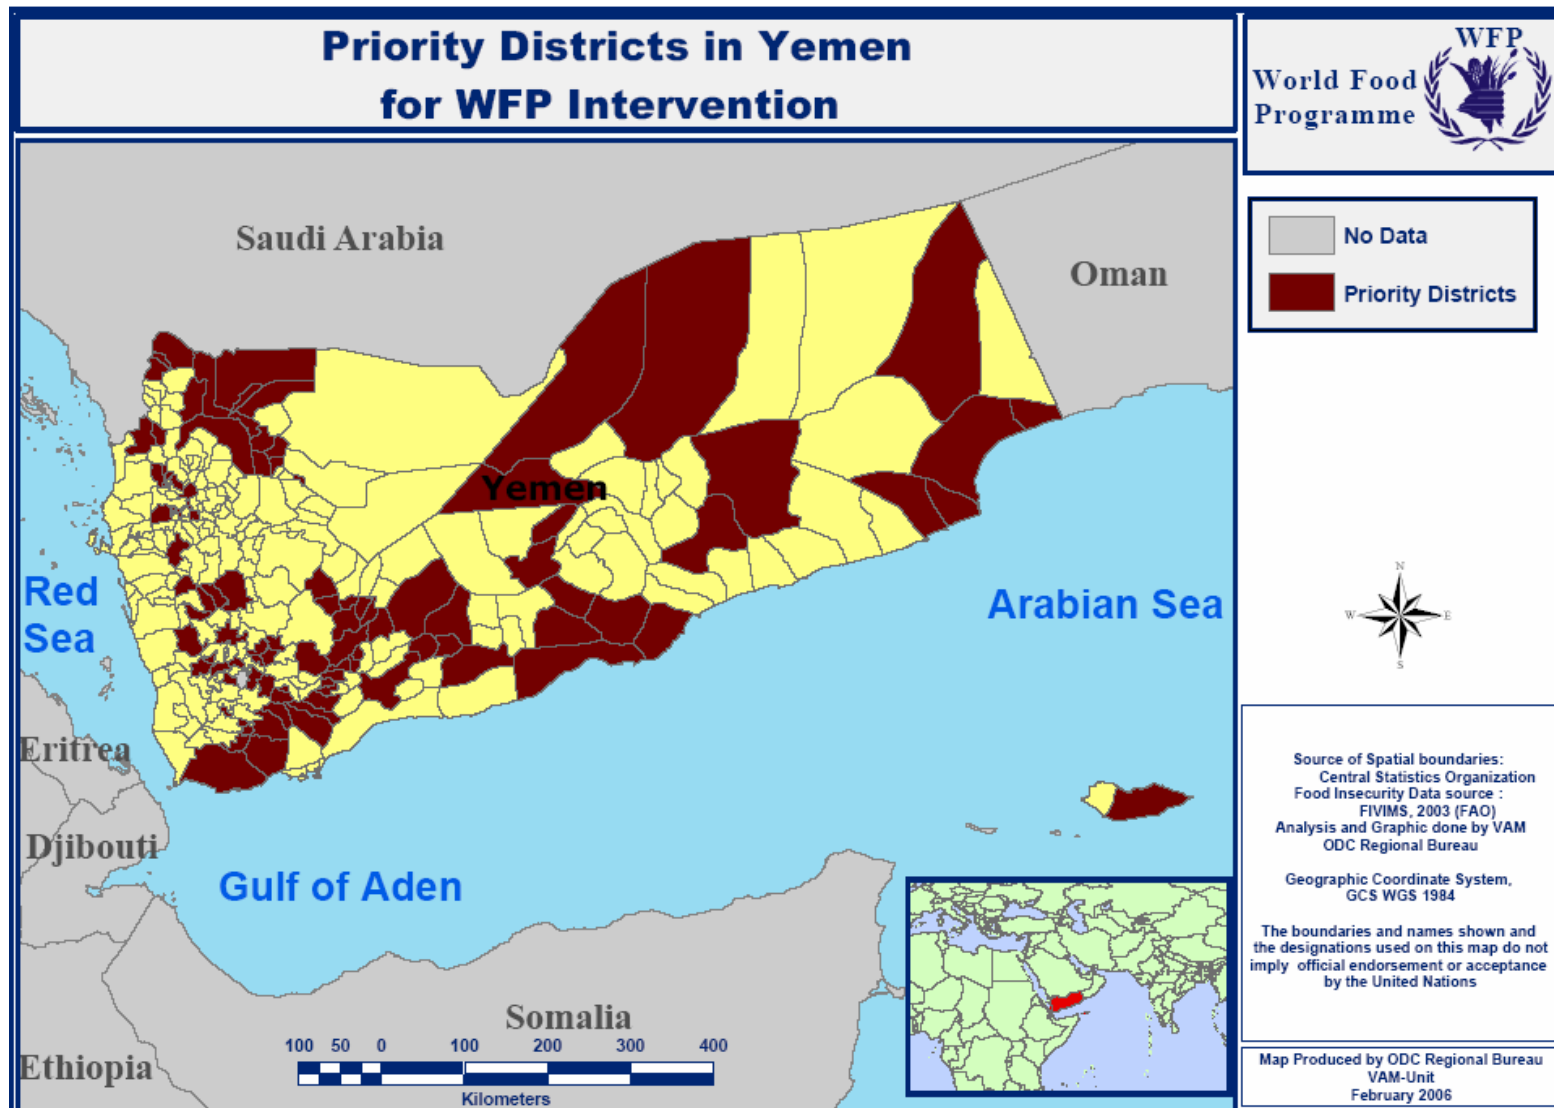 Priority Districts in Yemen
for WFP Intervention
WFP
World Food
Programme
No Data
Priority Districts
Saudi Arabia
Oman
Yemen
Red
Sea
Arabian Sea
Eritrea
Djibouti
Gulf of Aden
Somalia
Ethiopia
100 50 0 100 200 300 400
Kilometers
N
W E
S
Source of Spatial boundaries:
Central Statistics Organization
Food Insecurity Data source :
FIVIMS, 2003 (FAO)
Analysis and Graphic done by VAM
ODC Regional Bureau
Geographic Coordinate System,
GCS WGS 1984
The boundaries and names shown and
the designations used on this map do not
imply official endorsement or acceptance
by the United Nations
Map Produced by ODC Regional Bureau
VAM-Unit
February 2006